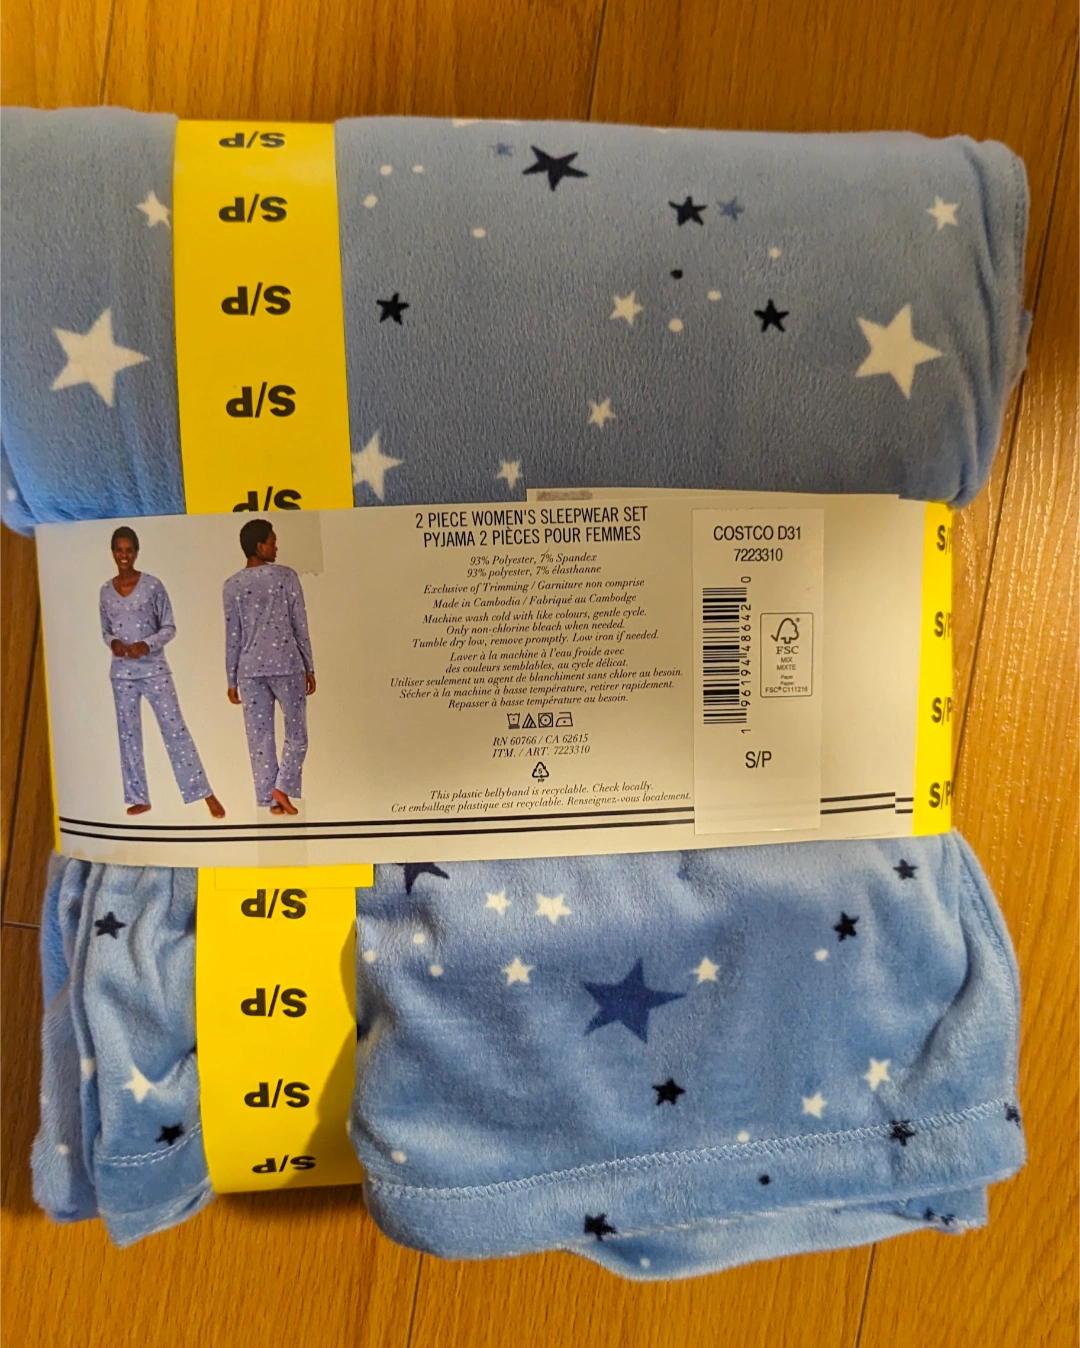 S/P
S/P
S/P
S/P
S/P
2 PIECE WOMEN'S SLEEPWEAR SET
PYJAMA 2 PIÈCES POUR FEMMES
93% Polyester, 7% Spandex
93% polyester, 7% élasthanne
Exclusive of Trimming / Garniture non comprise
Made in Cambodia / Fabriqué au Cambodge
Machine wash cold with like colours, gentle cycle.
Only non-chlorine bleach when needed.
Tumble dry low, remove promptly. Low iron if needed.
Laver à la machine à l'eau froide avec
des couleurs semblables, au cycle délicat.
Utiliser seulement un agent de blanchiment sans chlore au besoin.
Sécher à la machine à basse température, retirer rapidement.
Repasser à basse température au besoin.
RN 60766 / CA 62615
ITM. / ART. 7223310
5
PP
This plastic bellyband is recyclable. Check locally.
Cet emballage plastique est recyclable. Renseignez-vous localement.
COSTCO D31
7223310
1 96194 48642 0
FSC
MIX
MIXTE
Paper
Papier
FSC® C111216
S/P
S/P
S/P
S/P
S/P
S/P
S/P
S/P
S/P